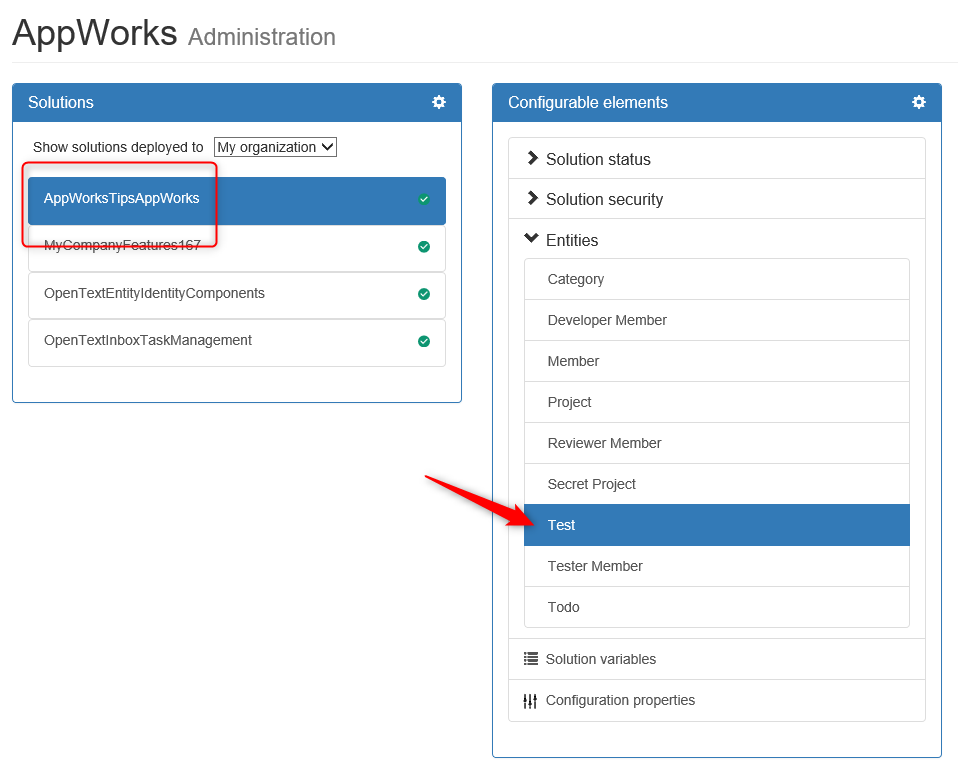 AppWorks Administration
Solutions
Show solutions deployed to My organization
AppWorksTipsAppWorks
MyCompanyFeatures167
OpenTextEntityIdentityComponents
OpenTextInboxTaskManagement
Configurable elements
Solution status
Solution security
Entities
Category
Developer Member
Member
Project
Reviewer Member
Secret Project
Test
Tester Member
Todo
Solution variables
Configuration properties